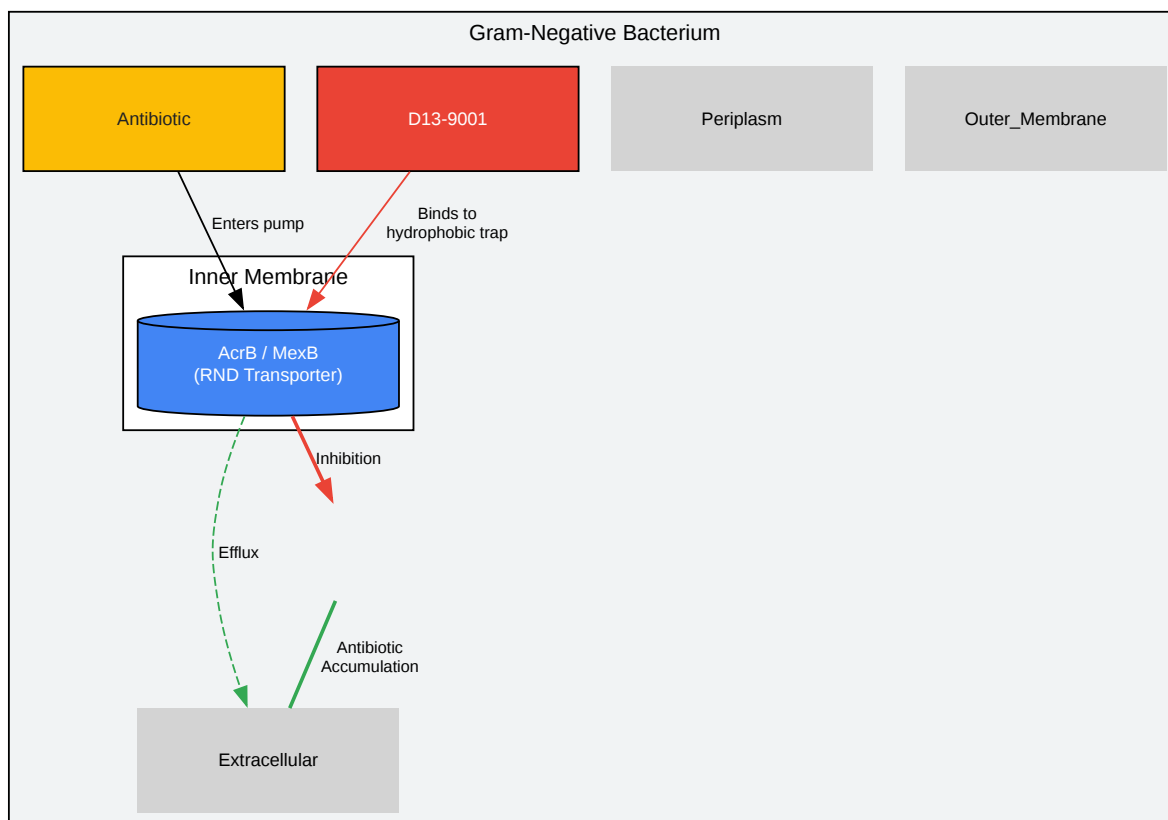 Gram-Negative Bacterium
Antibiotic
D13-9001
Periplasm
Outer_Membrane
Enters pump
Binds to
hydrophobic trap
Inner Membrane
AcrB / MexB
(RND Transporter)
Inhibition
Efflux
Antibiotic
Accumulation
Extracellular